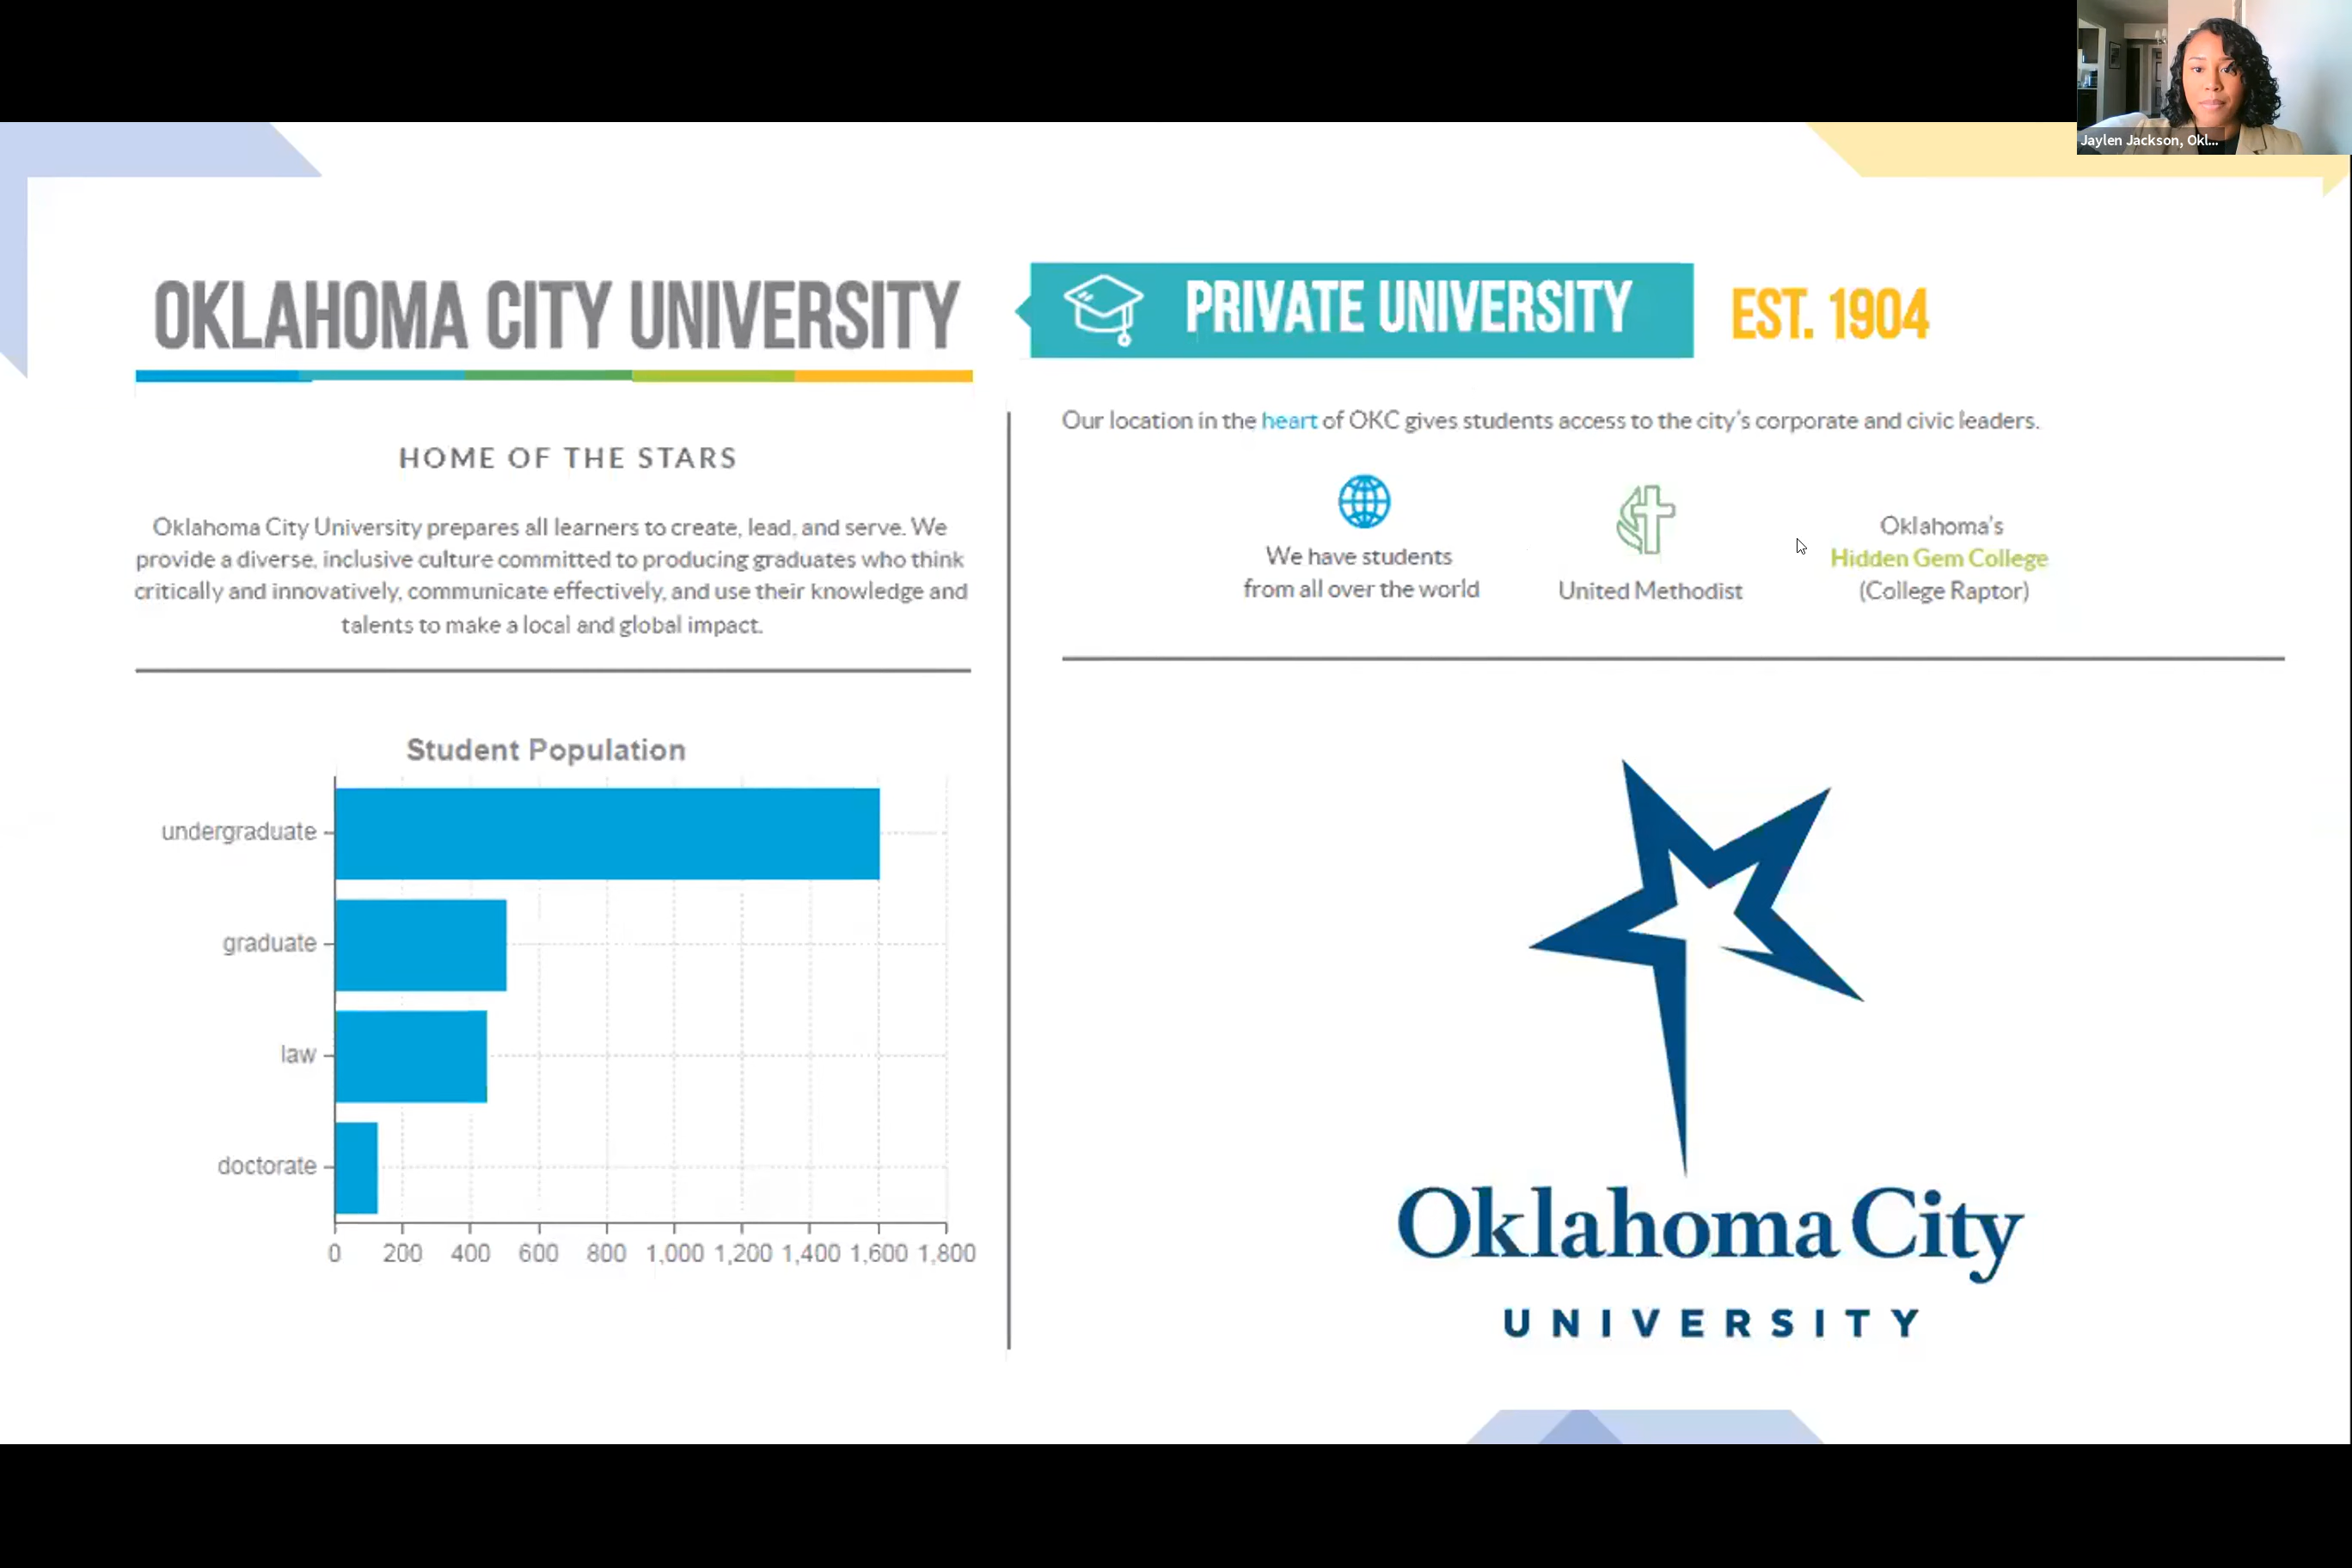 Jaylen Jackson, Okl...
OKLAHOMA CITY UNIVERSITY
PRIVATE UNIVERSITY
EST. 1904
HOME OF THE STARS
Oklahoma City University prepares all learners to create, lead, and serve. We
provide a diverse, inclusive culture committed to producing graduates who think
critically and innovatively, communicate effectively, and use their knowledge and
talents to make a local and global impact.
Student Population
undergraduate
graduate
law
doctorate
0 200 400 600 800 1,000 1,200 1,400 1,600 1,800
Our location in the heart of OKC gives students access to the city's corporate and civic leaders.
We have students
from all over the world
United Methodist
Oklahoma's
Hidden Gem College
(College Raptor)
Oklahoma City
UNIVERSITY